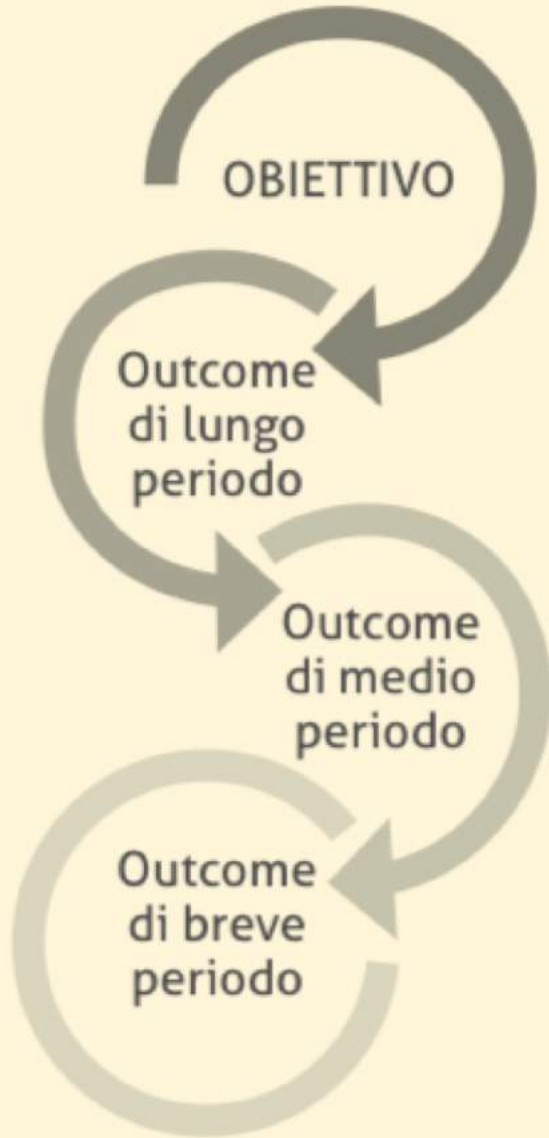 OBIETTIVO
Outcome
di lungo
periodo
Outcome
di medio
periodo
Outcome
di breve
periodo